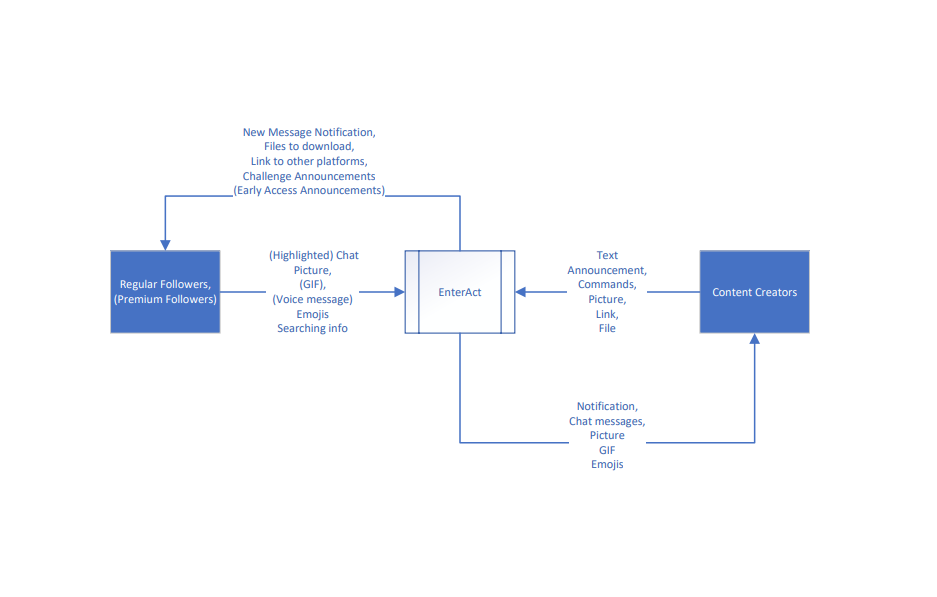 New Message Notification,
Files to download,
Link to other platforms,
Challenge Announcements
(Early Access Announcements)
Regular Followers,
(Premium Followers)
(Highlighted) Chat
Picture,
(GIF),
(Voice message)
Emojis
Searching info
EnterAct
Text
Announcement,
Commands,
Picture,
Link,
File
Content Creators
Notification,
Chat messages,
Picture
GIF
Emojis